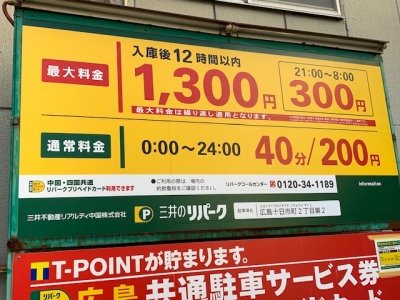 入庫後12時間以内
最大料金
1,300円
21:00~8:00
300円
最大料金は繰り返し適用となります。
通常料金
0:00~24:00
40分/200円
中国・四国共通
リパークプリペイドカード利用できます
●ご利用の際は、場内の
約款看板をご確認ください。
リパークコールセンター
0120-34-1189
information
三井不動産リアルティ中国株式会社
P 三井のリパーク
駐車場名
広島十日市町2丁目第2
T-POINTが貯まります。
リパーク
広島 共通駐車サービス券